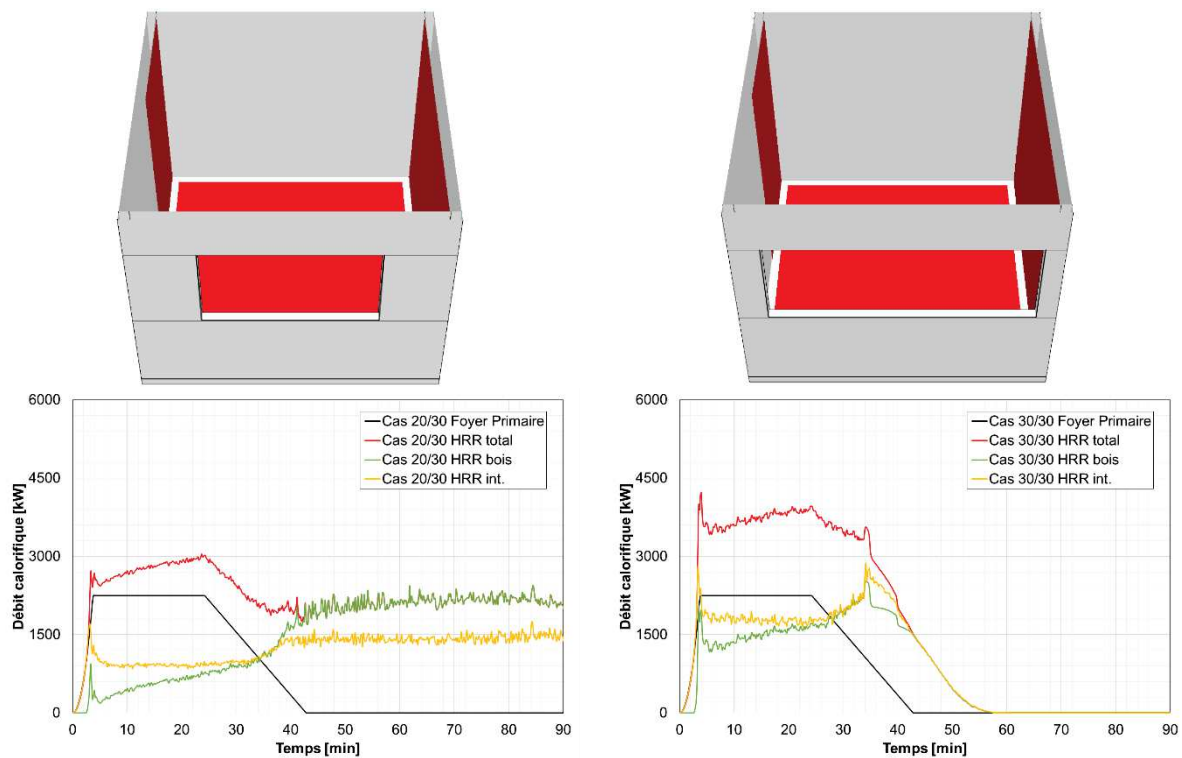 6000
4500
3000
1500
0
Débit calorifique [kW]
Cas 20/30 Foyer Primaire
Cas 20/30 HRR total
Cas 20/30 HRR bois
Cas 20/30 HRR int.
0 10 20 30 40 50 60 70 80 90
Temps [min]
6000
4500
3000
1500
0
Débit calorifique [kW]
Cas 30/30 Foyer Primaire
Cas 30/30 HRR total
Cas 30/30 HRR bois
Cas 30/30 HRR int.
0 10 20 30 40 50 60 70 80 90
Temps [min]